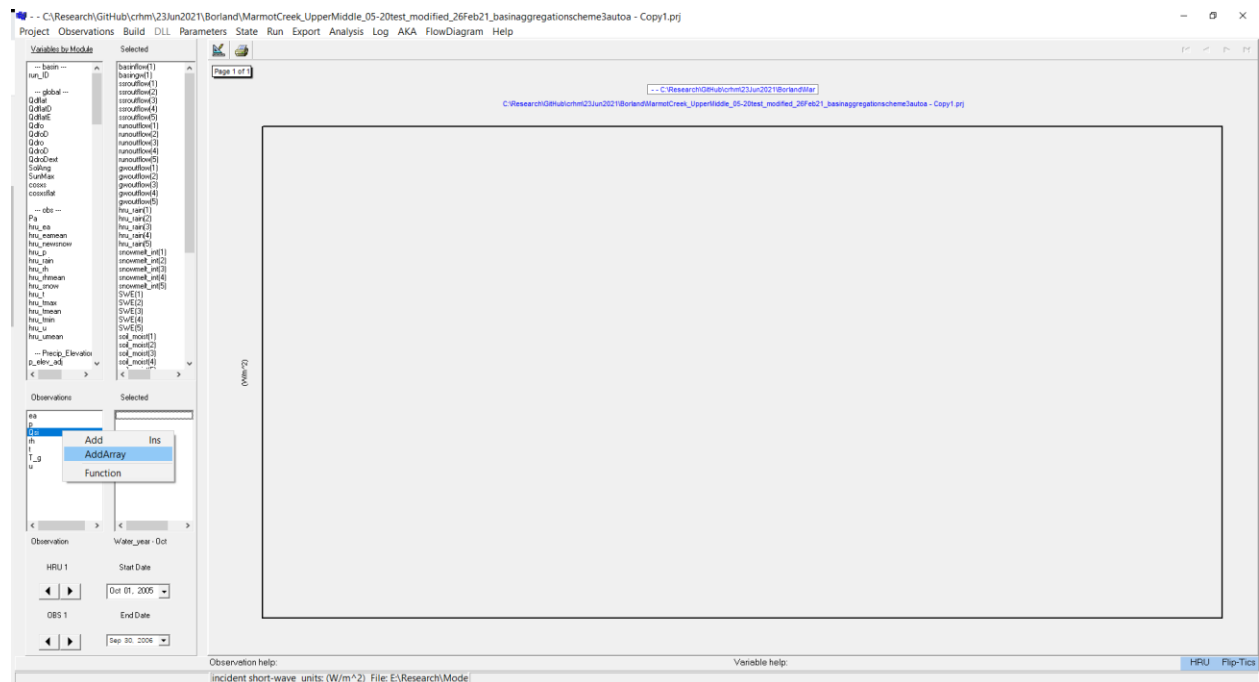 - - C:\Research\GitHub\crhm\23Jun2021\Borland\MarmotCreek_UpperMiddle_05-20test_modified_26Feb21_basinaggregationscheme3autoa - Copy1.prj
Project Observations Build DLL Parameters State Run Export Analysis Log AKA FlowDiagram Help
Variables by Module
--- basin ---
run_ID
--- global ---
Qdflat
QdflatD
QdflatE
Qdfo
QdfoD
Qdro
QdroD
QdroDext
SolAng
SunMax
cosxs
cosxsflat
--- obs ---
Pa
hru_ea
hru_eamean
hru_newsnow
hru_p
hru_rain
hru_rh
hru_rhmean
hru_snow
hru_t
hru_tmax
hru_tmean
hru_tmin
hru_u
hru_umean
--- Precip_Elevation
p_elev_adj
Selected
basinflow(1)
basingw(1)
ssroutflow(1)
ssroutflow(2)
ssroutflow(3)
ssroutflow(4)
ssroutflow(5)
runoutflow(1)
runoutflow(2)
runoutflow(3)
runoutflow(4)
runoutflow(5)
gwoutflow(1)
gwoutflow(2)
gwoutflow(3)
gwoutflow(4)
gwoutflow(5)
hru_rain(1)
hru_rain(2)
hru_rain(3)
hru_rain(4)
hru_rain(5)
snowmelt_int(1)
snowmelt_int(2)
snowmelt_int(3)
snowmelt_int(4)
snowmelt_int(5)
SWE(1)
SWE(2)
SWE(3)
SWE(4)
SWE(5)
soil_moist(1)
soil_moist(2)
soil_moist(3)
soil_moist(4)
Observations
ea
p
Qsi
rh
t
T_g
u
Add Ins
AddArray
Function
Selected
Observation
Water_year - Oct
HRU 1
Start Date
Oct 01, 2005
OBS 1
End Date
Sep 30, 2006
Page 1 of 1
- - C:\Research\GitHub\crhm\23Jun2021\Borland\Mar
C:\Research\GitHub\crhm\23Jun2021\Borland\MarmotCreek_UpperMiddle_05-20test_modified_26Feb21_basinaggregationscheme3autoa - Copy1.prj
(W/m^2)
Observation help:
Variable help:
HRU Flip-Tics
incident short-wave units: (W/m^2) File: E:\Research\Mode